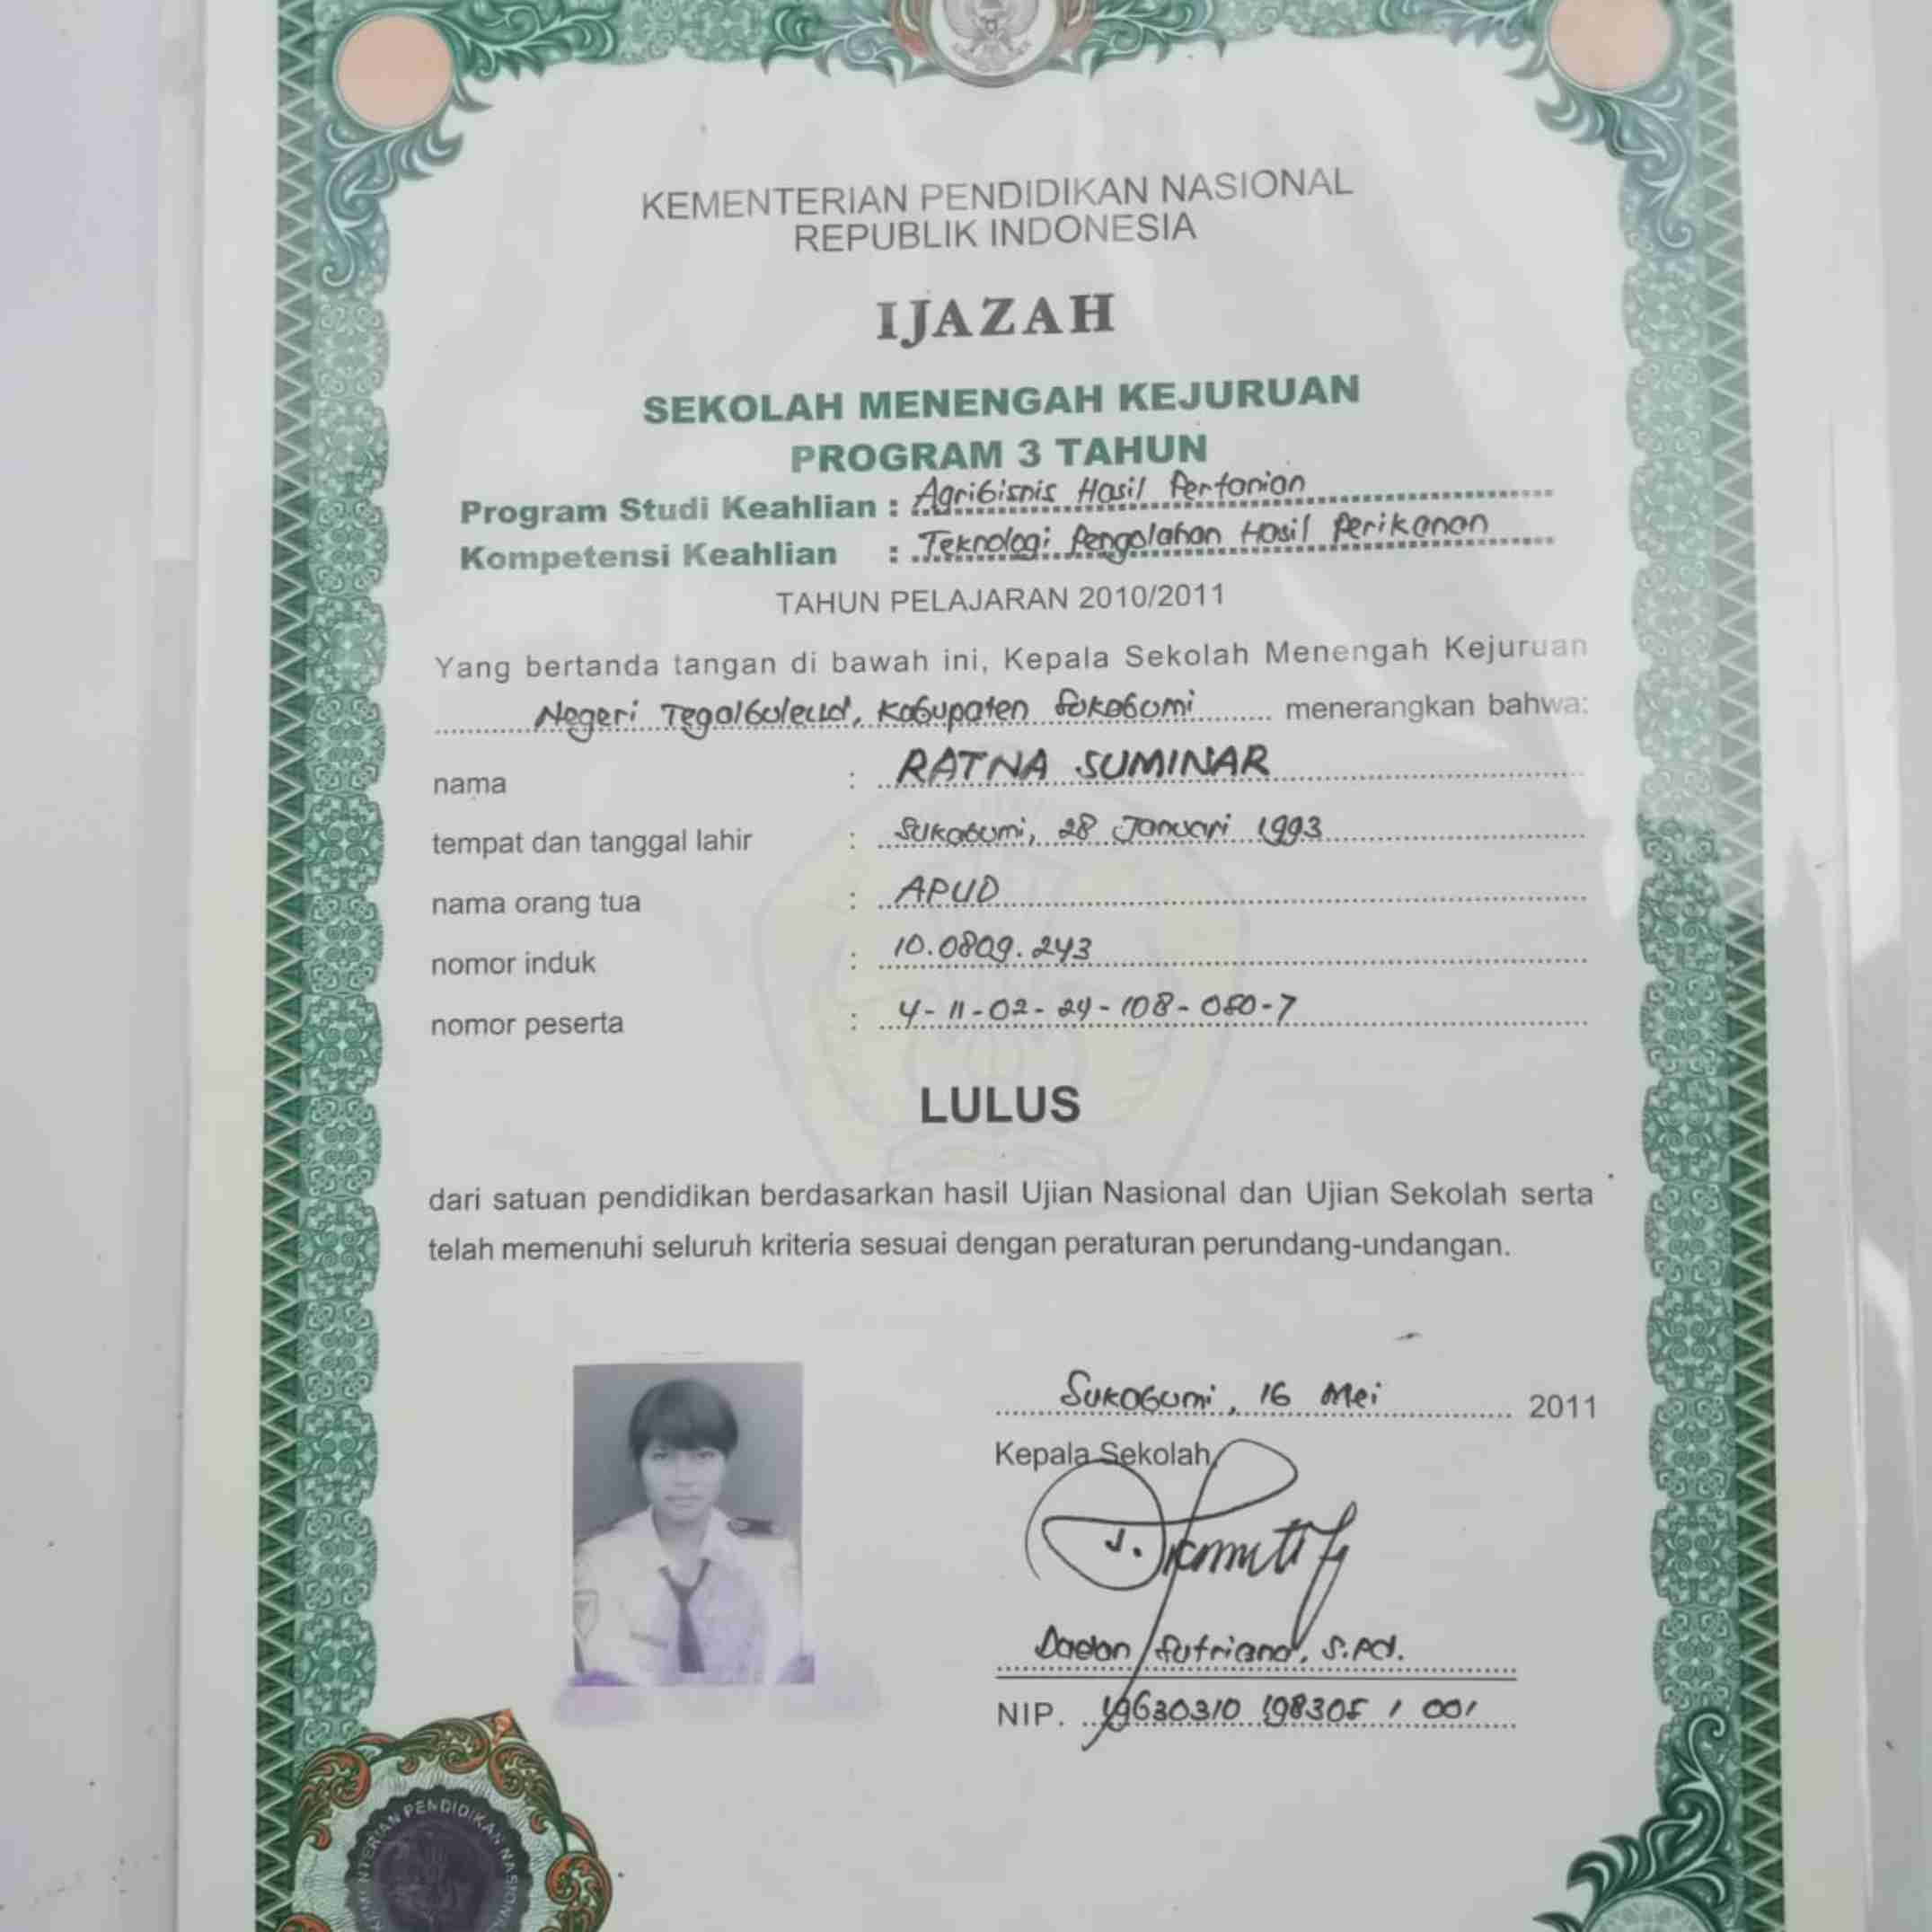 KEMENTERIAN PENDIDIKAN NASIONAL
REPUBLIK INDONESIA
IJAZAH
SEKOLAH MENENGAH KEJURUAN
PROGRAM 3 TAHUN
Program Studi Keahlian : Agribisnis Hasil Pertanian
Kompetensi Keahlian : Teknologi Pengolahan Hasil Perikanan
TAHUN PELAJARAN 2010/2011
Yang bertanda tangan di bawah ini, Kepala Sekolah Menengah Kejuruan
Negeri Tegalbuleud, Kabupaten Sukabumi menerangkan bahwa:
nama : RATNA SUMINAR
tempat dan tanggal lahir : Sukabumi, 28 Januari 1993
nama orang tua : APUD
nomor induk : 10.0809.243
nomor peserta : 4-11-02-24-108-080-7
LULUS
dari satuan pendidikan berdasarkan hasil Ujian Nasional dan Ujian Sekolah serta
telah memenuhi seluruh kriteria sesuai dengan peraturan perundang-undangan.
Sukabumi, 16 Mei 2011
Kepala Sekolah,
Dadan Sutriana, S.Pd.
NIP. 19630310 198305 1 001
KEMENTERIAN PENDIDIKAN NASIONAL